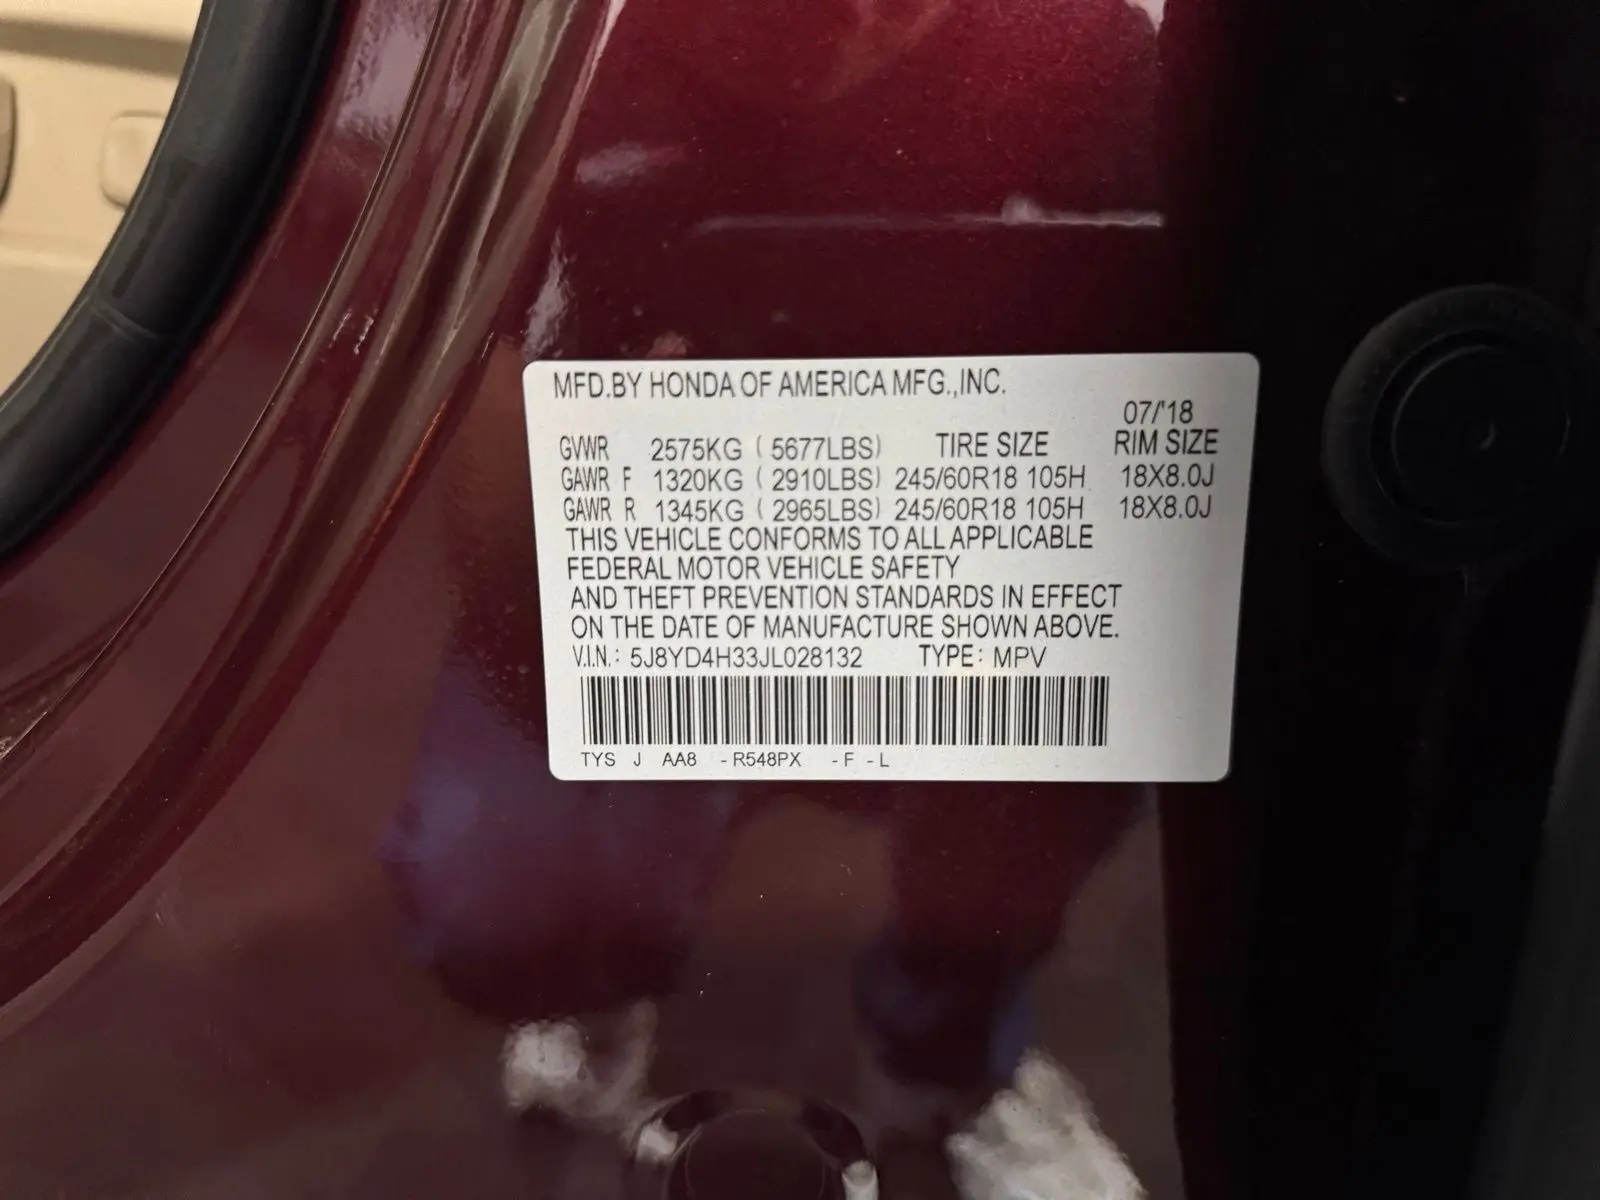 MFD.BY HONDA OF AMERICA MFG.,INC.
07/'18
GVWR 2575KG ( 5677LBS) TIRE SIZE RIM SIZE
GAWR F 1320KG ( 2910LBS) 245/60R18 105H 18X8.0J
GAWR R 1345KG ( 2965LBS) 245/60R18 105H 18X8.0J
THIS VEHICLE CONFORMS TO ALL APPLICABLE
FEDERAL MOTOR VEHICLE SAFETY
AND THEFT PREVENTION STANDARDS IN EFFECT
ON THE DATE OF MANUFACTURE SHOWN ABOVE.
V.I.N.: 5J8YD4H33JL028132 TYPE: MPV
TYS J AA8 - R548PX - F - L